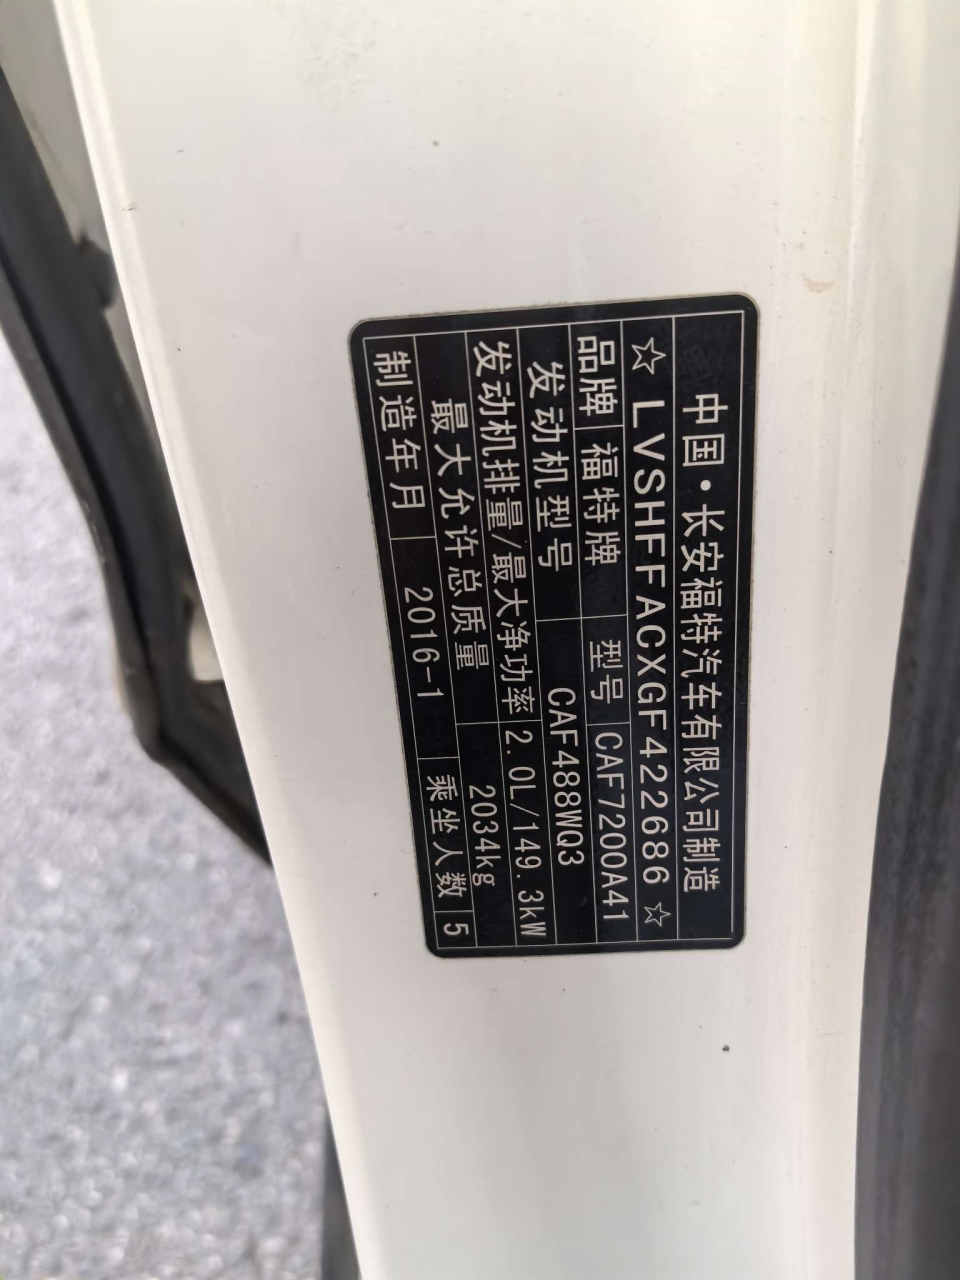 中国·长安福特汽车有限公司制造
☆ LVSHFFACXGF422686 ☆
品牌 福特牌 型号 CAF7200A41
发动机型号 CAF488WQ3
发动机排量/最大净功率 2.0L/149.3kW
最大允许总质量 2034kg
制造年月 2016-1 乘坐人数 5